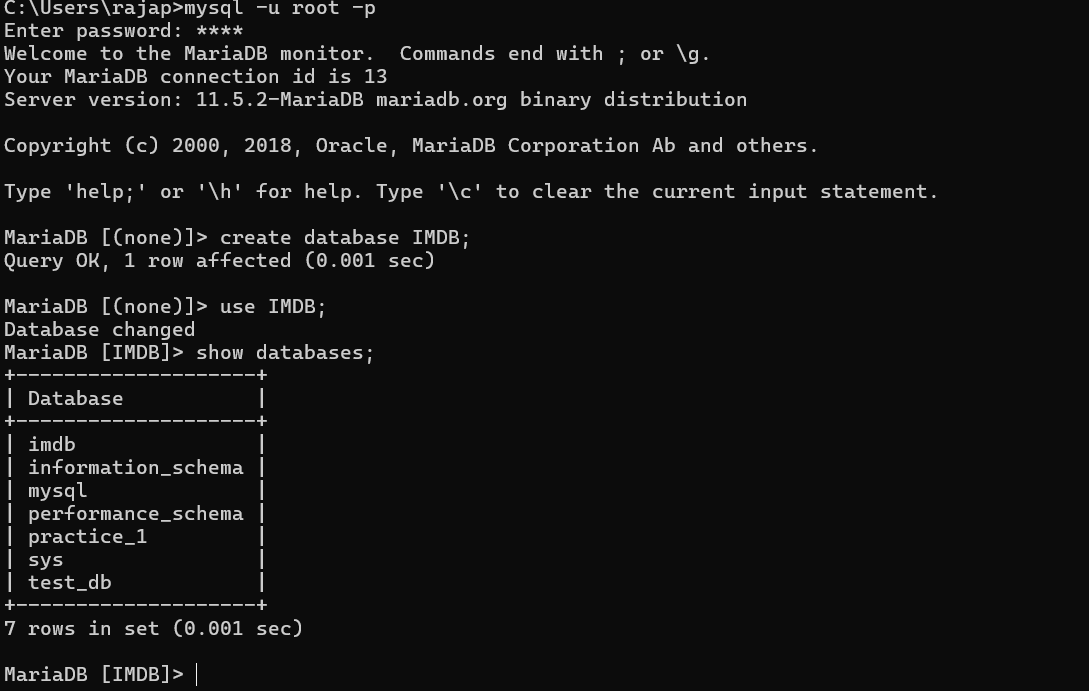 C:\Users\rajap>mysql -u root -p
Enter password: ****
Welcome to the MariaDB monitor.  Commands end with ; or \g.
Your MariaDB connection id is 13
Server version: 11.5.2-MariaDB mariadb.org binary distribution

Copyright (c) 2000, 2018, Oracle, MariaDB Corporation Ab and others.

Type 'help;' or '\h' for help. Type '\c' to clear the current input statement.

MariaDB [(none)]> create database IMDB;
Query OK, 1 row affected (0.001 sec)

MariaDB [(none)]> use IMDB;
Database changed
MariaDB [IMDB]> show databases;
+--------------------+
| Database           |
+--------------------+
| imdb               |
| information_schema |
| mysql              |
| performance_schema |
| practice_1         |
| sys                |
| test_db            |
+--------------------+
7 rows in set (0.001 sec)

MariaDB [IMDB]>